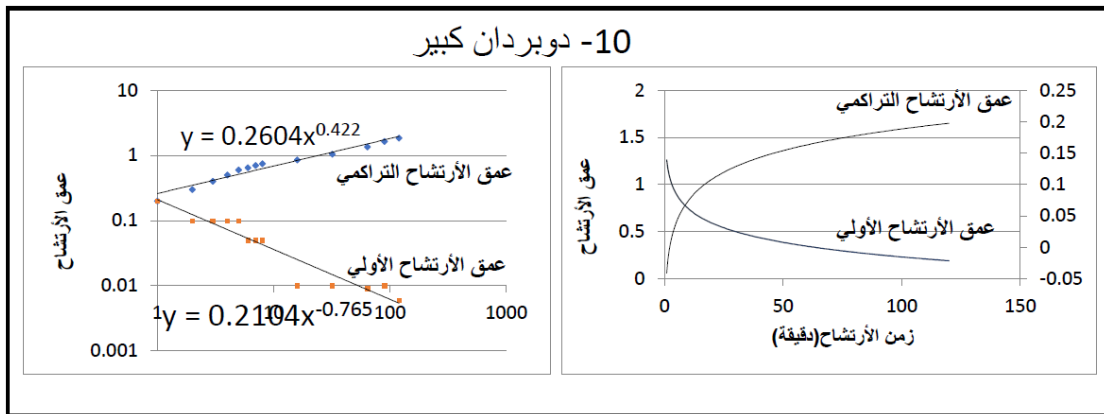 10- دوبردان كبير
10
1
0.1
0.01
0.001
1
10
100
1000
عمق الأرتشاح
y = 0.2604x^0.422
عمق الأرتشاح التراكمي
عمق الأرتشاح الأولي
y = 0.2104x^-0.765
2
1.5
1
0.5
0
عمق الأرتشاح
0.25
0.2
0.15
0.1
0.05
0
-0.05
عمق الأرتشاح التراكمي
عمق الأرتشاح الأولي
0
50
100
150
زمن الأرتشاح(دقيقة)